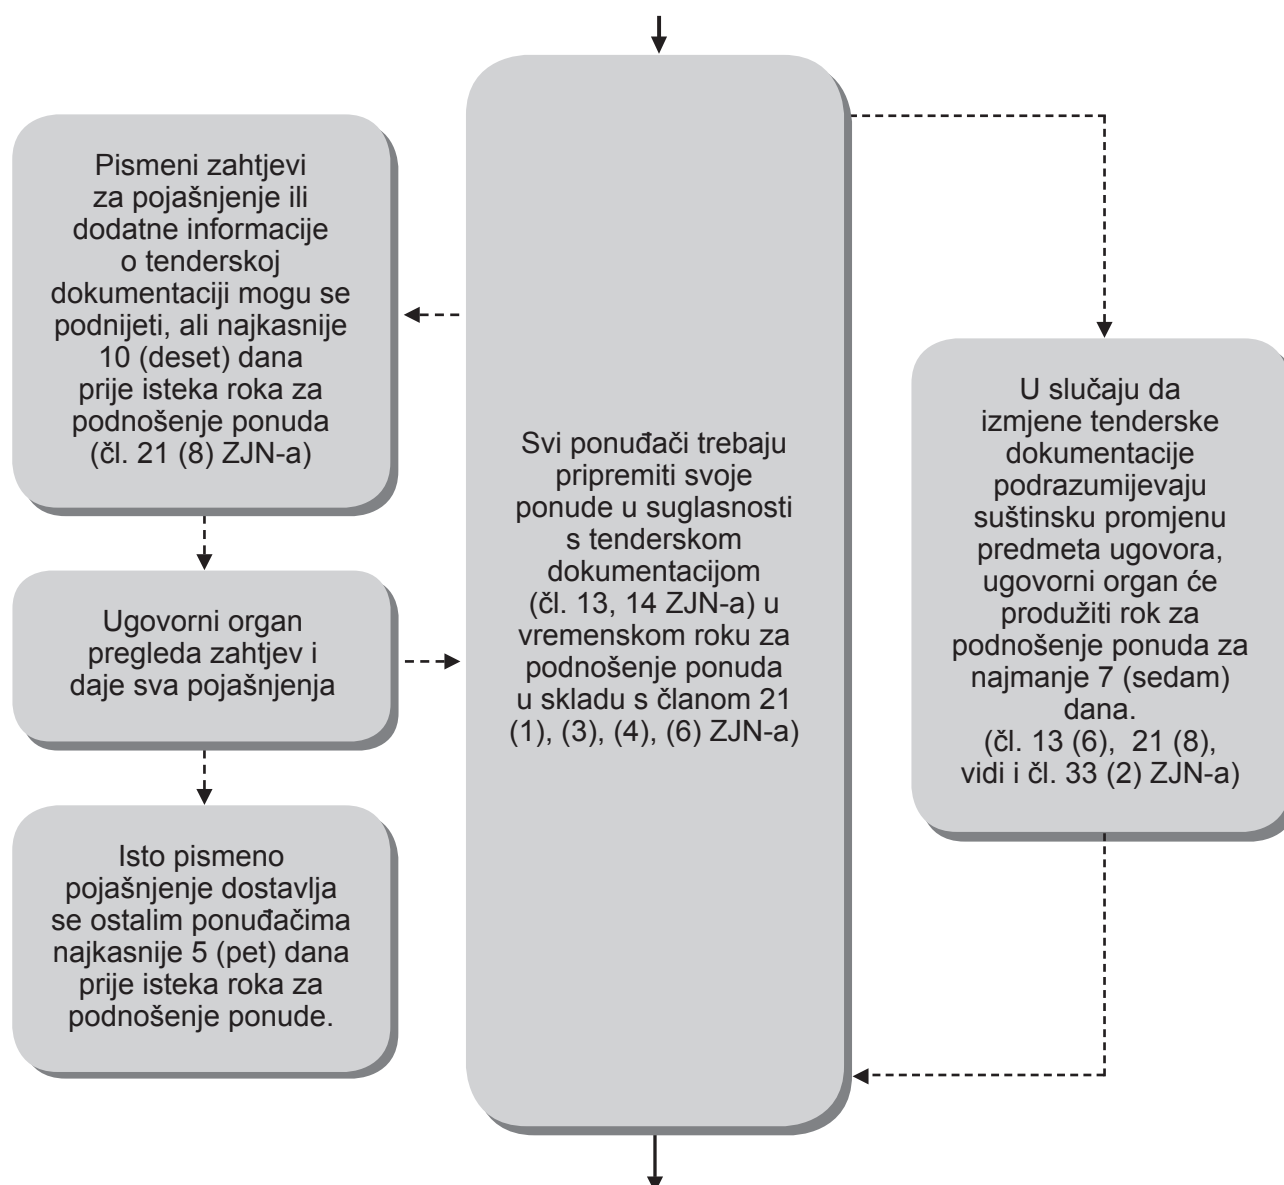 Pismeni zahtjevi
za pojašnjenje ili
dodatne informacije
o tenderskoj
dokumentaciji mogu se
podnijeti, ali najkasnije
10 (deset) dana
prije isteka roka za
podnošenje ponuda
(čl. 21 (8) ZJN-a)
Ugovorni organ
pregleda zahtjev i
daje sva pojašnjenja
Isto pismeno
pojašnjenje dostavlja
se ostalim ponuđačima
najkasnije 5 (pet) dana
prije isteka roka za
podnošenje ponude.
Svi ponuđači trebaju
pripremiti svoje
ponude u suglasnosti
s tenderskom
dokumentacijom
(čl. 13, 14 ZJN-a) u
vremenskom roku za
podnošenje ponuda
u skladu s članom 21
(1), (3), (4), (6) ZJN-a)
U slučaju da
izmjene tenderske
dokumentacije
podrazumijevaju
suštinsku promjenu
predmeta ugovora,
ugovorni organ će
produžiti rok za
podnošenje ponuda za
najmanje 7 (sedam)
dana.
(čl. 13 (6), 21 (8),
vidi i čl. 33 (2) ZJN-a)